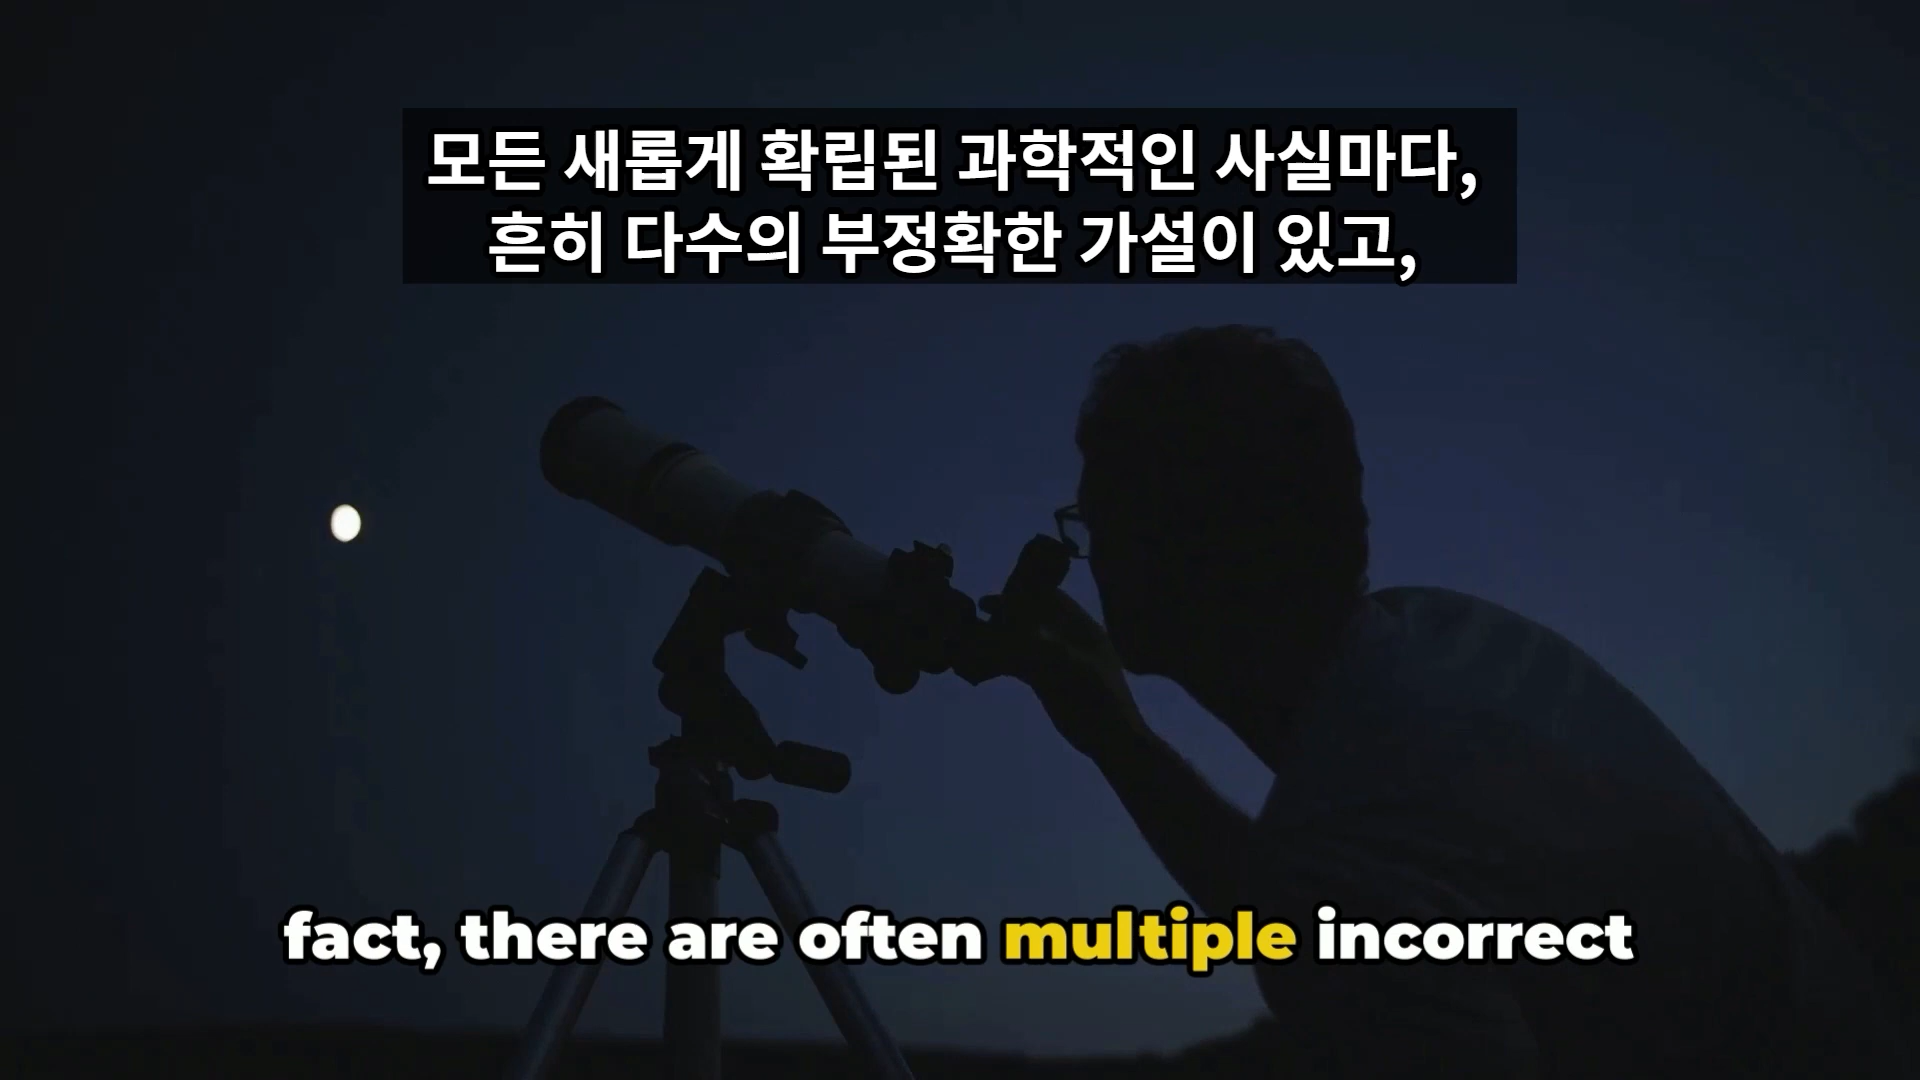 모든 새롭게 확립된 과학적인 사실마다,
흔히 다수의 부정확한 가설이 있고,
fact, there are often multiple incorrect